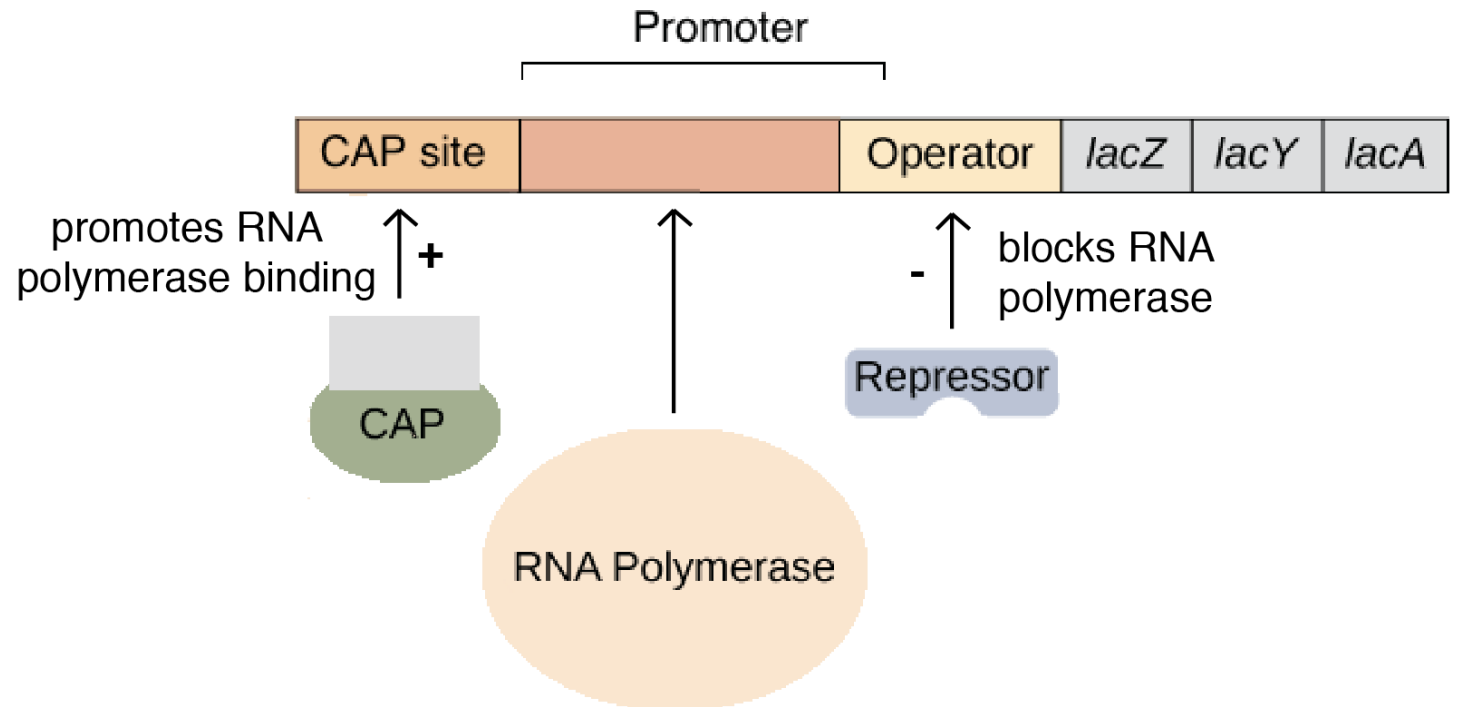 Promoter
CAP site
Operator
lacZ
lacY
lacA
promotes RNA
polymerase binding
+
-
blocks RNA
polymerase
CAP
Repressor
RNA Polymerase